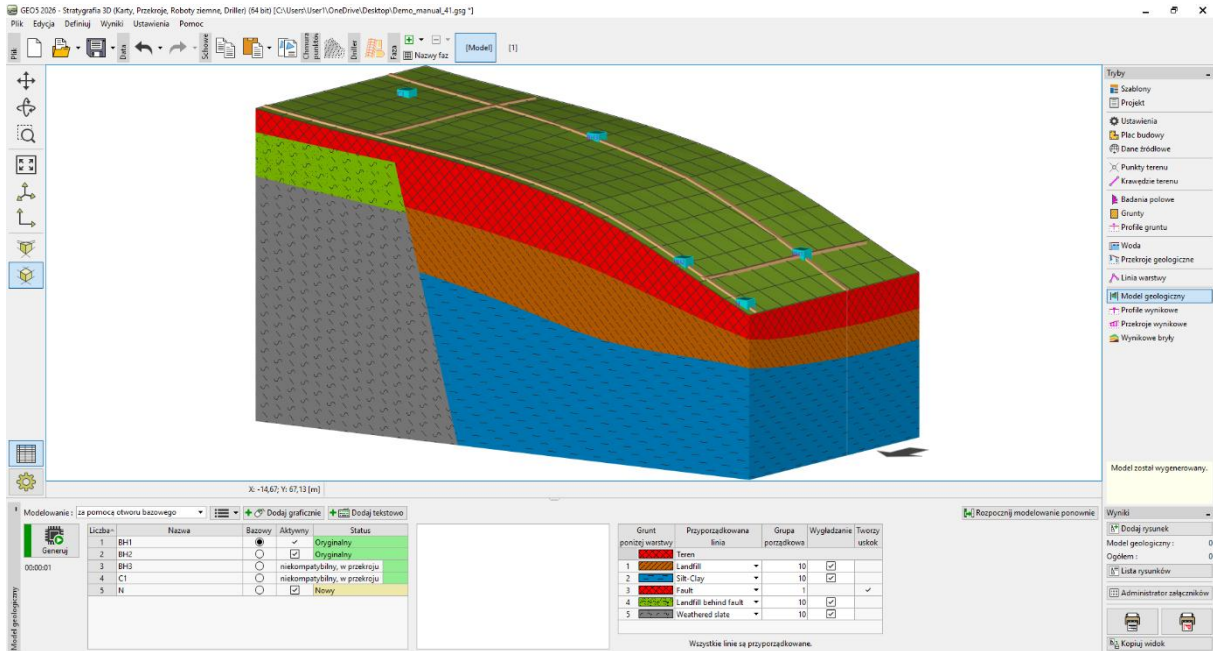 GEO5 2026 - Stratygrafia 3D (Karty, Przekroje, Roboty ziemne, Driller) (64 bit) [C:\Users\User1\OneDrive\Desktop\Demo_manual_41.gsg *]
Plik Edycja Definiuj Wyniki Ustawienia Pomoc
Plik
Data
Schowek
Chmura punktów
Driller
Faza
Nazwy faz
[Model]
[1]
Tryby
Szablony
Projekt
Ustawienia
Plac budowy
Dane źródłowe
Punkty terenu
Krawędzie terenu
Badania polowe
Grunty
Profile gruntu
Woda
Przekroje geologiczne
Linia warstwy
Model geologiczny
Profile wynikowe
Przekroje wynikowe
Wynikowe bryły
Model został wygenerowany.
X: -14,67; Y: 67,13 [m]
Modelowanie : za pomocą otworu bazowego
Dodaj graficznie
Dodaj tekstowo
Rozpocznij modelowanie ponownie
Generuj
00:00:01
Model geologiczny
Liczba Nazwa Bazowy Aktywny Status
1 BH1 Oryginalny
2 BH2 Oryginalny
3 BH3 niekompatybilny, w przekroju
4 C1 niekompatybilny, w przekroju
5 N Nowy
Grunt Przyporządkowana Grupa Wygładzanie Tworzy
poniżej warstwy linia porządkowa uskok
Teren
1 Landfill 10
2 Silt-Clay 10
3 Fault 1
4 Landfill behind fault 10
5 Weathered slate 10
Wszystkie linie są przyporządkowane.
Wyniki
Dodaj rysunek
Model geologiczny : 0
Ogółem : 0
Lista rysunków
Administrator załączników
Kopiuj widok